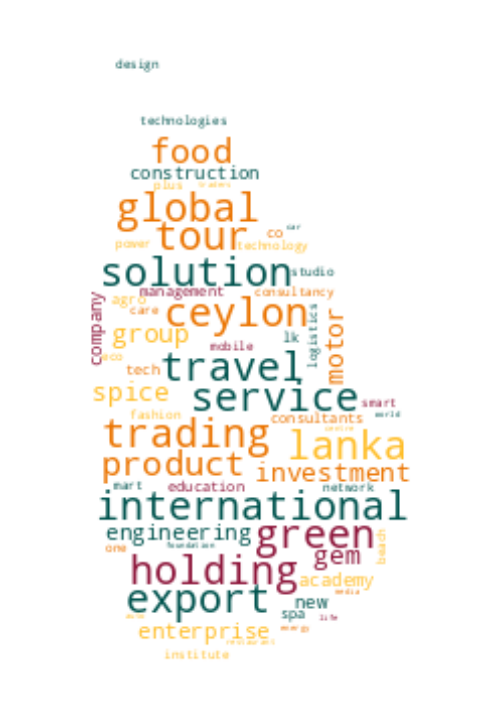 design
technologies
food
construction
plus traders
global
tour co car
power technology
solution studio
management consultancy
agro
care ceylon
company
logistics
motor
group lk
mobile
eco
tech travel
spice service smart
fashion consultants world
trading control
lanka
product investment
mart education network
international
engineering green
one foundation gem beach
holding academy
export new media
spa life
enterprise energy
restaurant
institute